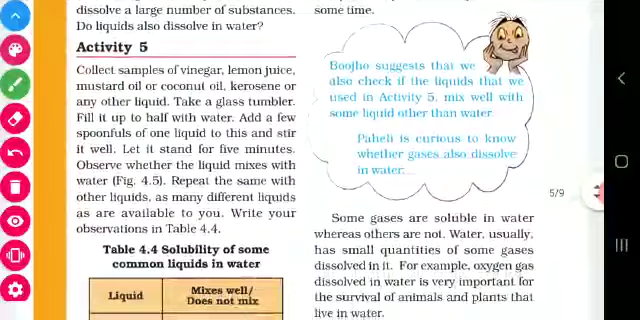 dissolve a large number of substances.
Do liquids also dissolve in water?
Activity 5
Collect samples of vinegar, lemon juice,
mustard oil or coconut oil, kerosene or
any other liquid. Take a glass tumbler.
Fill it up to half with water. Add a few
spoonfuls of one liquid to this and stir
it well. Let it stand for five minutes.
Observe whether the liquid mixes with
water (Fig. 4.5). Repeat the same with
other liquids, as many different liquids
as are available to you. Write your
observations in Table 4.4.
Table 4.4 Solubility of some
common liquids in water
Liquid
Mixes well/
Does not mix
some time.
Boojho suggests that we
also check if the liquids that we
used in Activity 5, mix well with
some liquid other than water.
Paheli is curious to know
whether gases also dissolve
in water.
5/9
Some gases are soluble in water
whereas others are not. Water, usually,
has small quantities of some gases
dissolved in it. For example, oxygen gas
dissolved in water is very important for
the survival of animals and plants that
live in water.